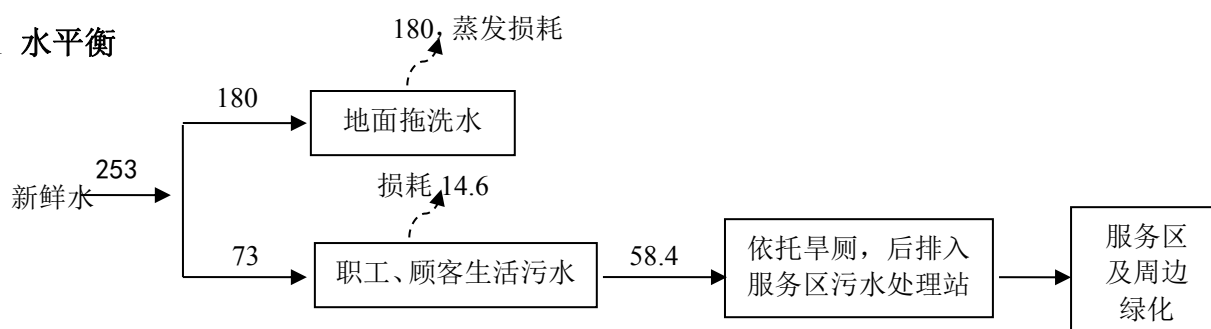 水平衡
180，蒸发损耗
180
地面拖洗水
253
新鲜水
损耗 14.6
73
职工、顾客生活污水
58.4
依托旱厕，后排入
服务区污水处理站
服务区
及周边
绿化